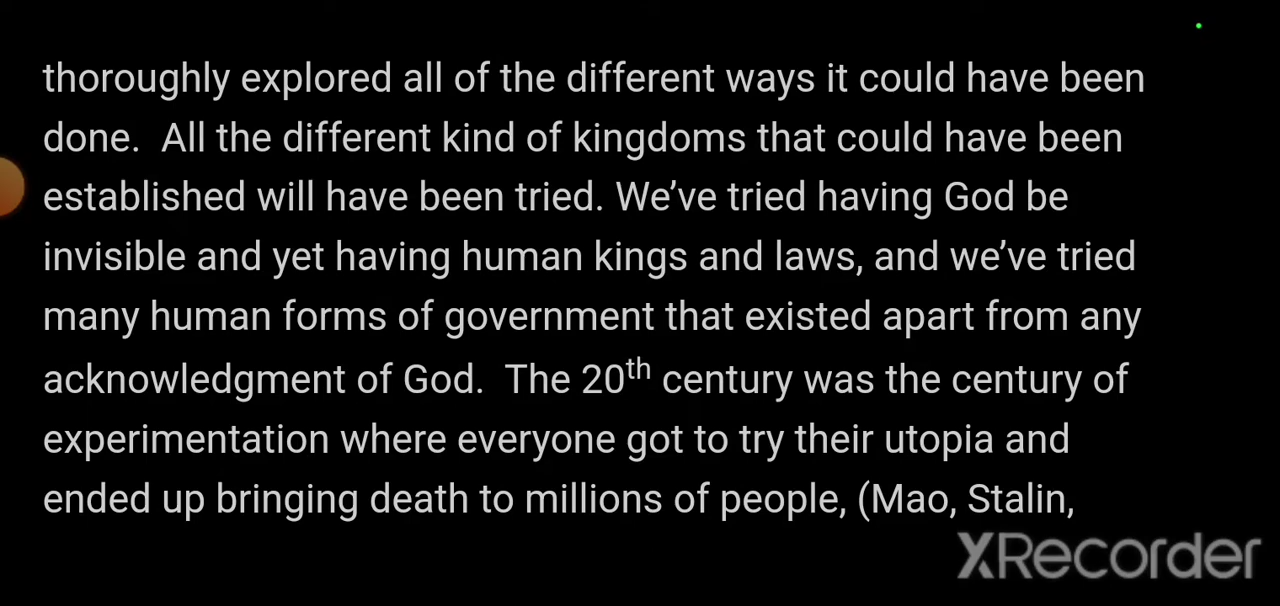 thoroughly explored all of the different ways it could have been
done.  All the different kind of kingdoms that could have been
established will have been tried. We’ve tried having God be
invisible and yet having human kings and laws, and we’ve tried
many human forms of government that existed apart from any
acknowledgment of God.  The 20th century was the century of
experimentation where everyone got to try their utopia and
ended up bringing death to millions of people, (Mao, Stalin,
XRecorder